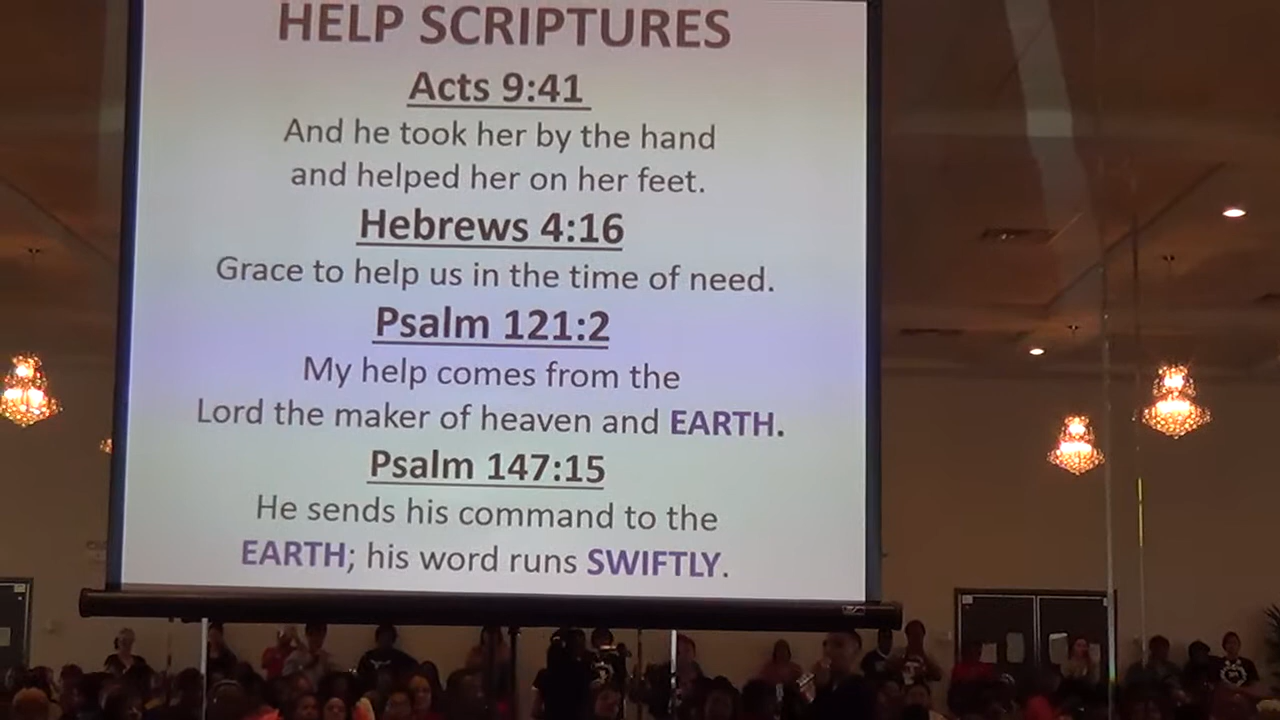 HELP SCRIPTURES
Acts 9:41
And he took her by the hand
and helped her on her feet.
Hebrews 4:16
Grace to help us in the time of need.
Psalm 121:2
My help comes from the
Lord the maker of heaven and EARTH.
Psalm 147:15
He sends his command to the
EARTH; his word runs SWIFTLY.